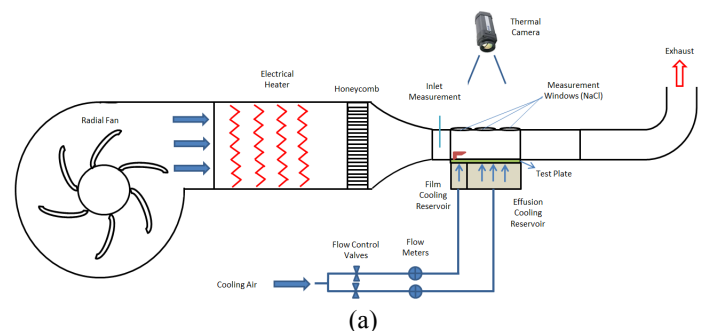 Thermal
Camera
Exhaust
Electrical
Heater
Honeycomb
Inlet
Measurement
Measurement
Windows (NaCl)
Radial Fan
Test Plate
Film
Cooling
Reservoir
Effusion
Cooling
Reservoir
Flow Control
Valves
Flow
Meters
Cooling Air
(a)